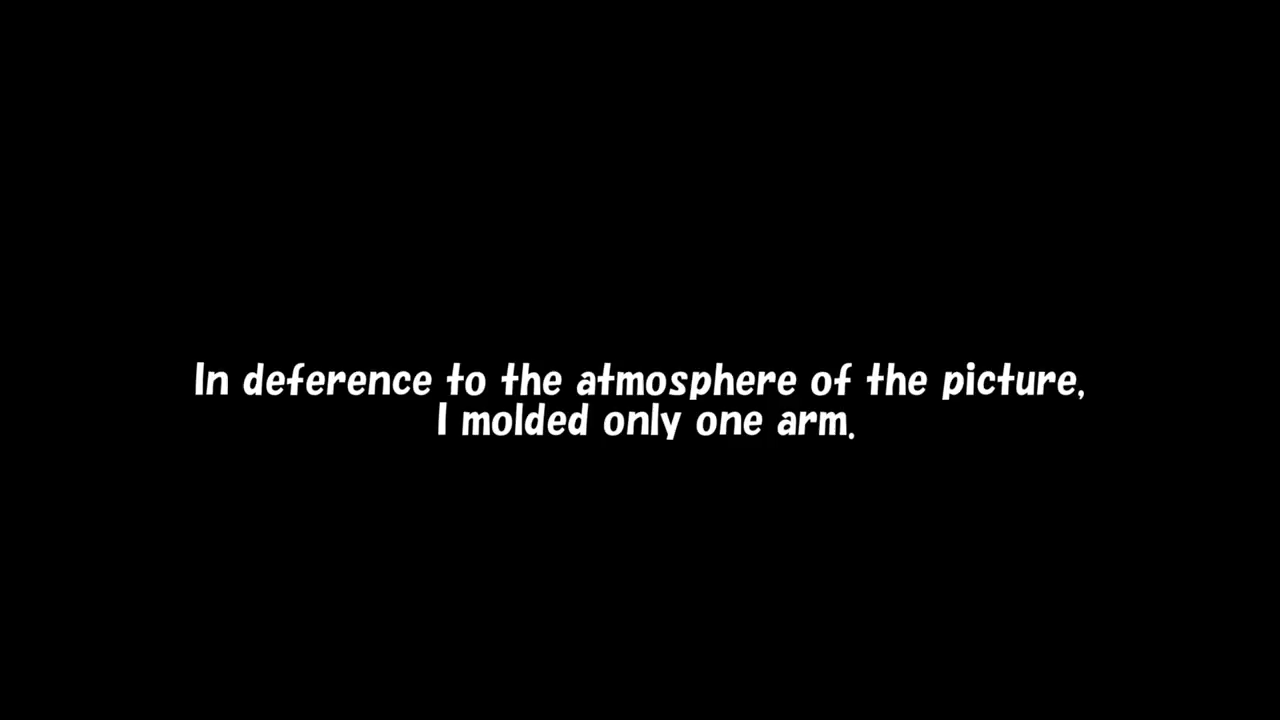 In deference to the atmosphere of the picture,
I molded only one arm.